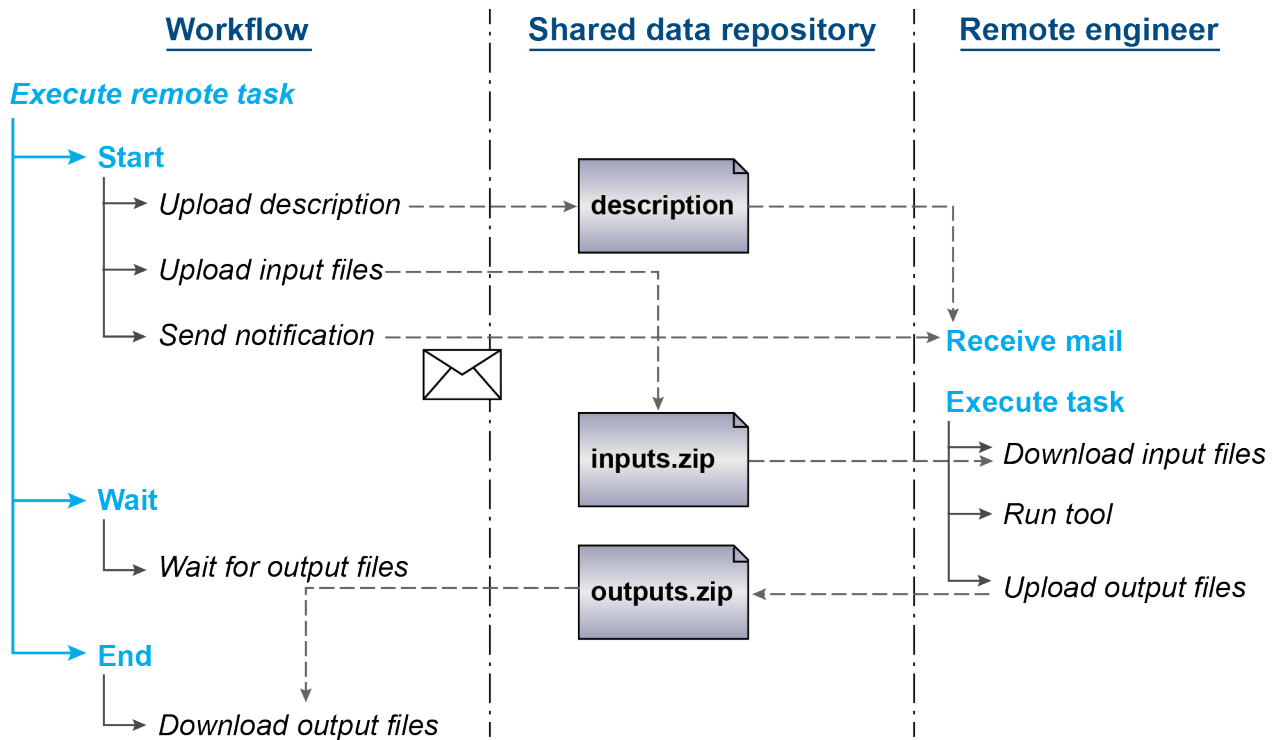 Workflow
Shared data repository
Remote engineer
Execute remote task
Start
Upload description
description
Upload input files
Send notification
Receive mail
Execute task
inputs.zip
Download input files
Wait
Run tool
Wait for output files
outputs.zip
Upload output files
End
Download output files